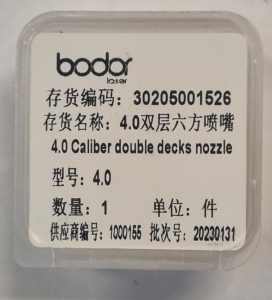 bodor
laser
存货编码：30205001526
存货名称：4.0双层六方喷嘴
4.0 Caliber double decks nozzle
型号：4.0
数量：1 单位：件
供应商编号：1000155 批次号：20230131